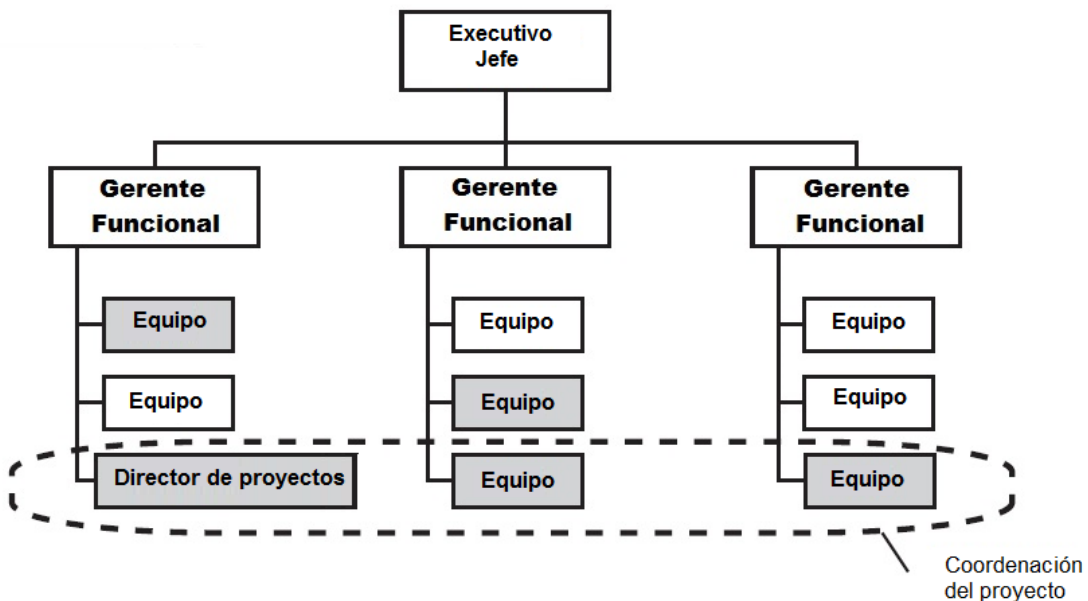 Executivo
Jefe
Gerente
Funcional
Gerente
Funcional
Gerente
Funcional
Equipo
Equipo
Equipo
Equipo
Equipo
Equipo
Director de proyectos
Equipo
Equipo
Coordenación
del proyecto